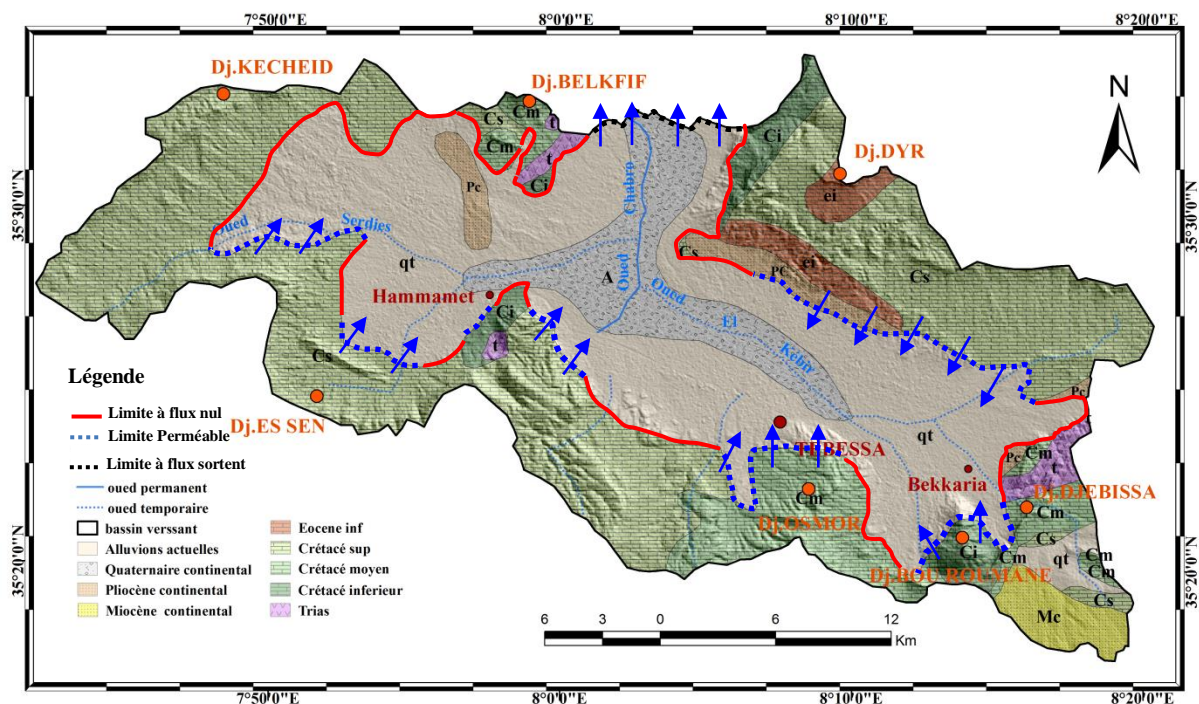 7°50'0"E
8°0'0"E
8°10'0"E
8°20'0"E
N
Dj.KECHEID
Dj.BELKFIF
Cm
Cs
t
Cm
t
Ci
Ci
Dj.DYR
ei
35°30'0"N
35°30'0"N
Pc
Chabro
Oued
Oued
Serdies
qt
Cs
PC
ei
Cs
A
Hammamet
Oued
El
Kebir
Ci
t
Cs
Légende
Limite à flux nul
Limite Perméable
Limite à flux sortent
oued permanent
oued temporaire
bassin verssant
Alluvions actuelles
Quaternaire continental
Pliocène continental
Miocène continental
Eocene inf
Crétacé sup
Crétacé moyen
Crétacé inferieur
Trias
Dj.ES SEN
Pc
qt
TEBESSA
Pc
Cm
t
Bekkaria
Cm
Dj.OSMOR
Dj.DJEBISSA
Cm
Cs
Ci
Cm
qt
Cm
Cm
Dj.BOU ROUMANE
Cs
Mc
35°20'0"N
35°20'0"N
6
3
0
6
12
Km
7°50'0"E
8°0'0"E
8°10'0"E
8°20'0"E